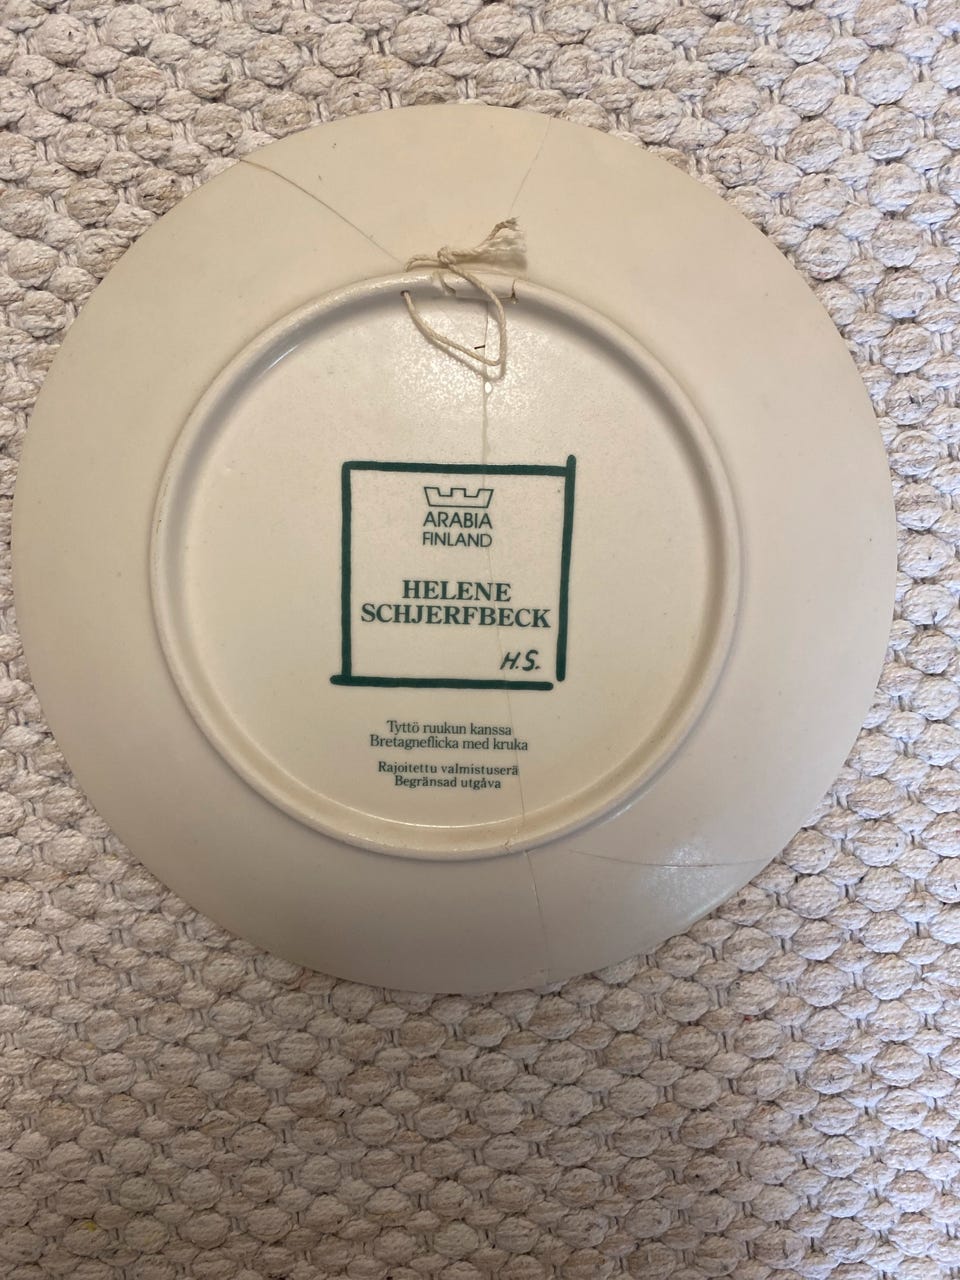 ARABIA
FINLAND
HELENE
SCHJERFBECK
H.S.
Tyttö ruukun kanssa
Bretagneflicka med kruka
Rajoitettu valmistuserä
Begränsad utgåva